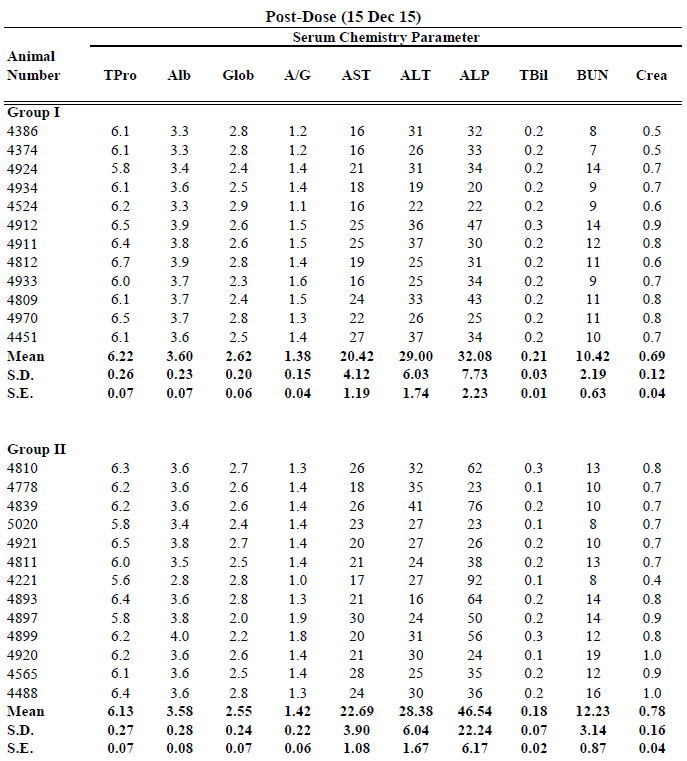 Post-Dose (15 Dec 15)
Serum Chemistry Parameter
Animal
Number TPro Alb Glob A/G AST ALT ALP TBil BUN Crea
Group I
4386 6.1 3.3 2.8 1.2 16 31 32 0.2 8 0.5
4374 6.1 3.3 2.8 1.2 16 26 33 0.2 7 0.5
4924 5.8 3.4 2.4 1.4 21 31 34 0.2 14 0.7
4934 6.1 3.6 2.5 1.4 18 19 20 0.2 9 0.7
4524 6.2 3.3 2.9 1.1 16 22 22 0.2 9 0.6
4912 6.5 3.9 2.6 1.5 25 36 47 0.3 14 0.9
4911 6.4 3.8 2.6 1.5 25 37 30 0.2 12 0.8
4812 6.7 3.9 2.8 1.4 19 25 31 0.2 11 0.6
4933 6.0 3.7 2.3 1.6 16 25 34 0.2 9 0.7
4809 6.1 3.7 2.4 1.5 24 33 43 0.2 11 0.8
4970 6.5 3.7 2.8 1.3 22 26 25 0.2 11 0.8
4451 6.1 3.6 2.5 1.4 27 37 34 0.2 10 0.7
Mean 6.22 3.60 2.62 1.38 20.42 29.00 32.08 0.21 10.42 0.69
S.D. 0.26 0.23 0.20 0.15 4.12 6.03 7.73 0.03 2.19 0.12
S.E. 0.07 0.07 0.06 0.04 1.19 1.74 2.23 0.01 0.63 0.04
Group II
4810 6.3 3.6 2.7 1.3 26 32 62 0.3 13 0.8
4778 6.2 3.6 2.6 1.4 18 35 23 0.1 10 0.7
4839 6.2 3.6 2.6 1.4 26 41 76 0.2 10 0.7
5020 5.8 3.4 2.4 1.4 23 27 23 0.1 8 0.7
4921 6.5 3.8 2.7 1.4 20 27 26 0.2 10 0.7
4811 6.0 3.5 2.5 1.4 21 24 38 0.2 13 0.7
4221 5.6 2.8 2.8 1.0 17 27 92 0.1 8 0.4
4893 6.4 3.6 2.8 1.3 21 16 64 0.2 14 0.8
4897 5.8 3.8 2.0 1.9 30 24 50 0.2 14 0.9
4899 6.2 4.0 2.2 1.8 20 31 56 0.3 12 0.8
4920 6.2 3.6 2.6 1.4 21 30 24 0.1 19 1.0
4565 6.1 3.6 2.5 1.4 28 25 35 0.2 12 0.9
4488 6.4 3.6 2.8 1.3 24 30 36 0.2 16 1.0
Mean 6.13 3.58 2.55 1.42 22.69 28.38 46.54 0.18 12.23 0.78
S.D. 0.27 0.28 0.24 0.22 3.90 6.04 22.24 0.07 3.14 0.16
S.E. 0.07 0.08 0.07 0.06 1.08 1.67 6.17 0.02 0.87 0.04